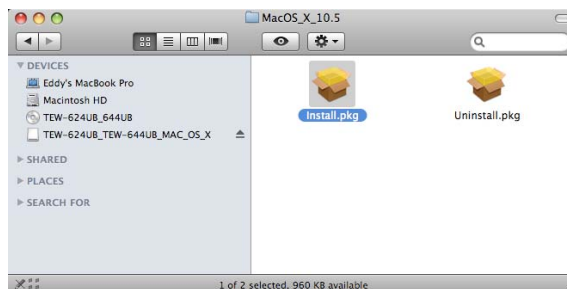 MacOS_X_10.5
DEVICES
Eddy's MacBook Pro
Macintosh HD
TEW-624UB_644UB
TEW-624UB_TEW-644UB_MAC_OS_X
SHARED
PLACES
SEARCH FOR
Install.pkg
Uninstall.pkg
1 of 2 selected, 960 KB available